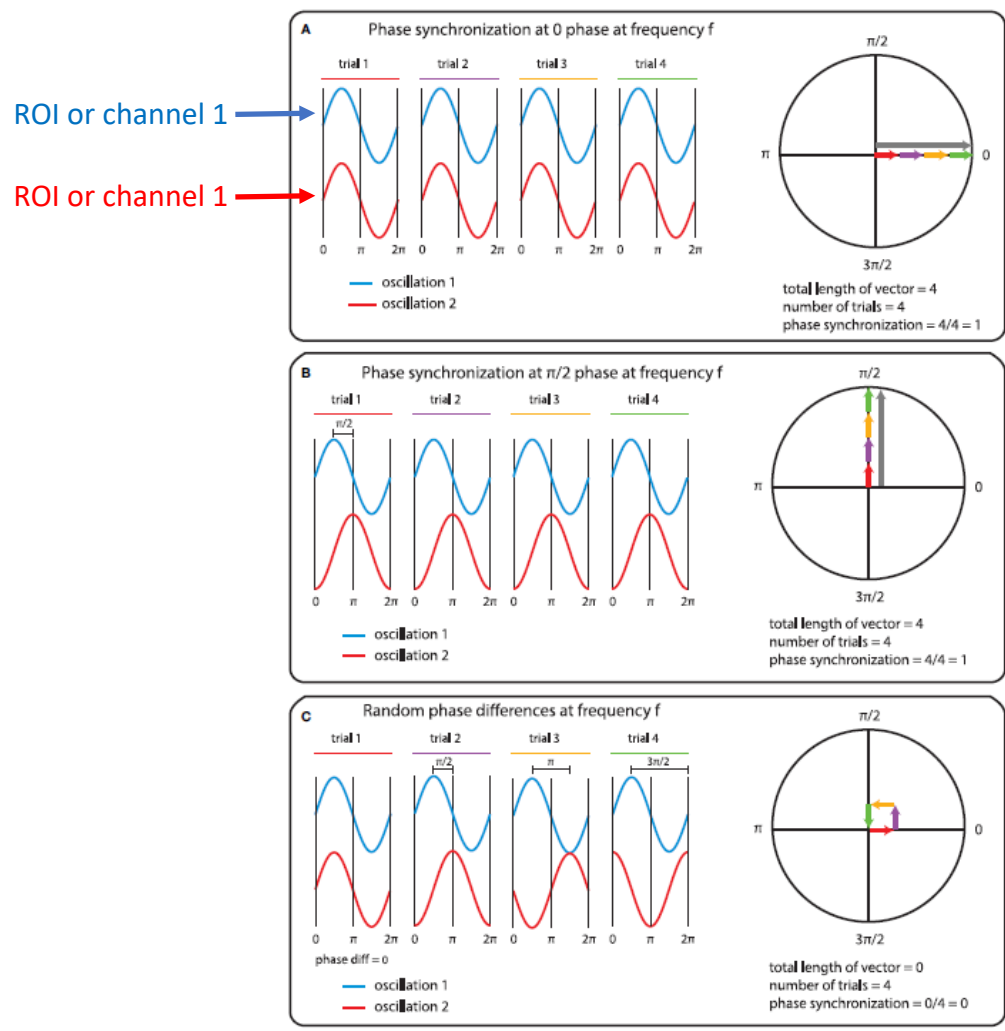 ROI or channel 1
ROI or channel 1
A
Phase synchronization at 0 phase at frequency f
trial 1 trial 2 trial 3 trial 4
0 π 2π 0 π 2π 0 π 2π 0 π 2π
oscillation 1
oscillation 2
π/2
π 0
3π/2
total length of vector = 4
number of trials = 4
phase synchronization = 4/4 = 1
B
Phase synchronization at π/2 phase at frequency f
trial 1 trial 2 trial 3 trial 4
π/2
0 π 2π 0 π 2π 0 π 2π 0 π 2π
oscillation 1
oscillation 2
π/2
π 0
3π/2
total length of vector = 4
number of trials = 4
phase synchronization = 4/4 = 1
C
Random phase differences at frequency f
trial 1 trial 2 trial 3 trial 4
π/2 π 3π/2
0 π 2π 0 π 2π 0 π 2π 0 π 2π
phase diff = 0
oscillation 1
oscillation 2
π/2
π 0
3π/2
total length of vector = 0
number of trials = 4
phase synchronization = 0/4 = 0